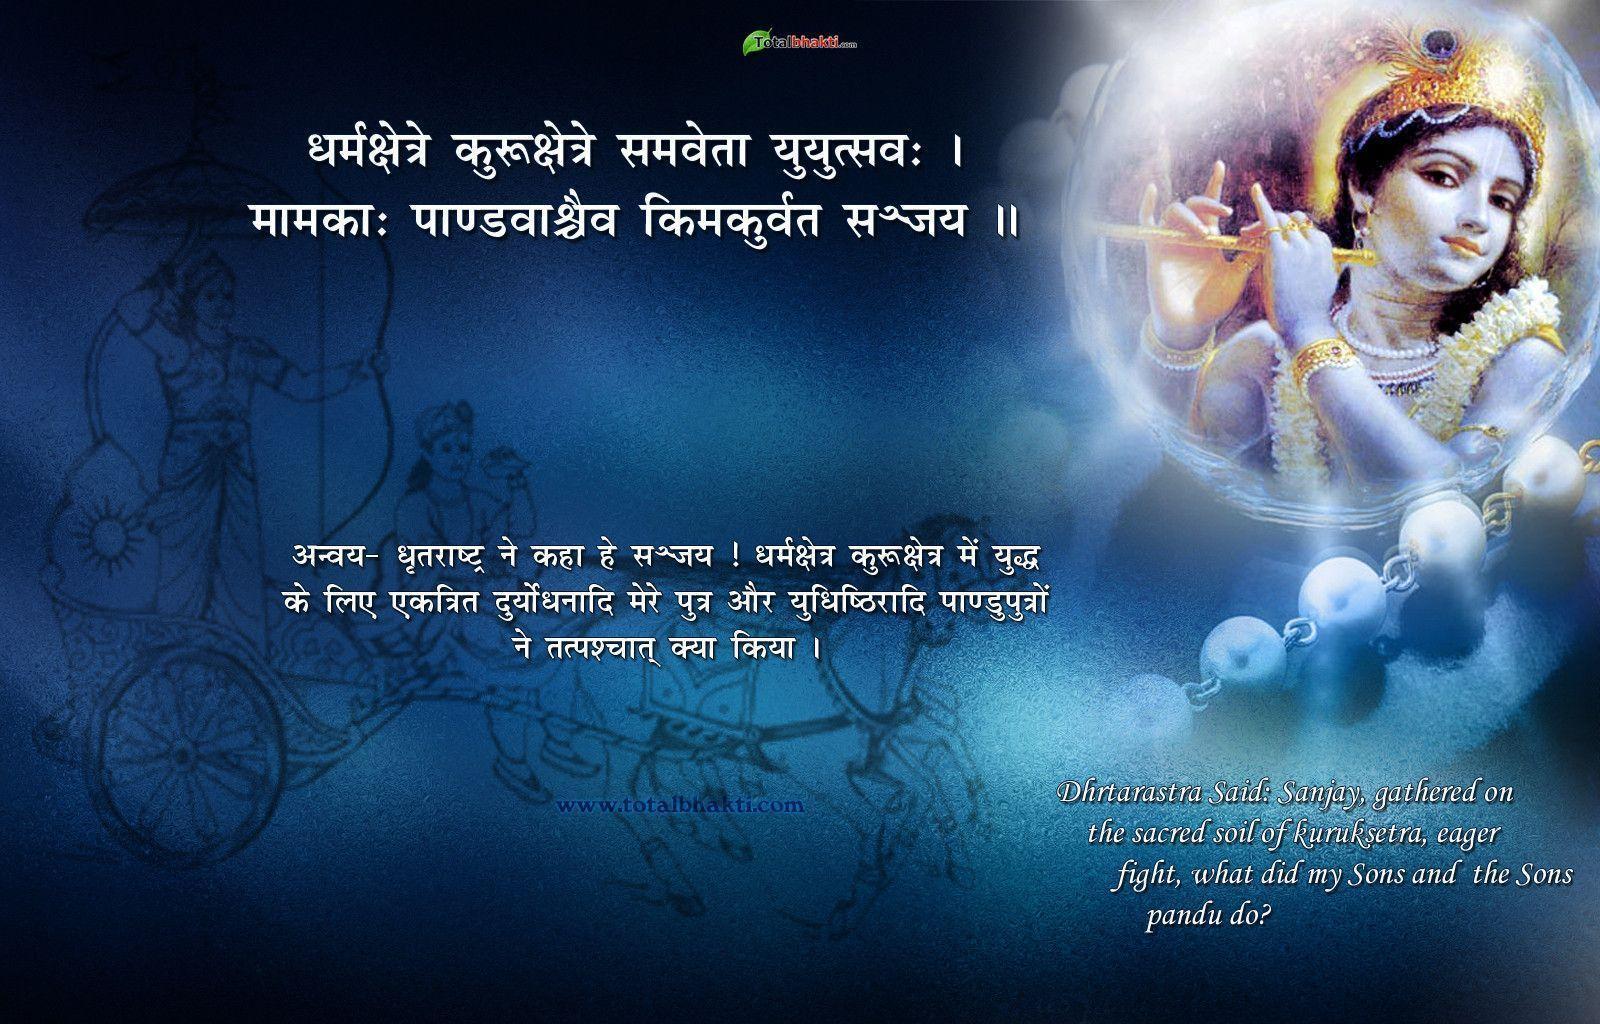 Totalbhakti.com
धर्मक्षेत्रे कुरूक्षेत्रे समवेता युयुत्सवः ।
मामकाः पाण्डवाश्चैव किमकुर्वत सञ्जय ॥
अन्वय- धृतराष्ट्र ने कहा हे सञ्जय ! धर्मक्षेत्र कुरूक्षेत्र में युद्ध
के लिए एकत्रित दुर्योधनादि मेरे पुत्र और युधिष्ठिरादि पाण्डुपुत्रों
ने तत्पश्चात् क्या किया ।
www.totalbhakti.com
Dhrtarastra Said: Sanjay, gathered on
the sacred soil of kuruksetra, eager
fight, what did my Sons and the Sons
pandu do?